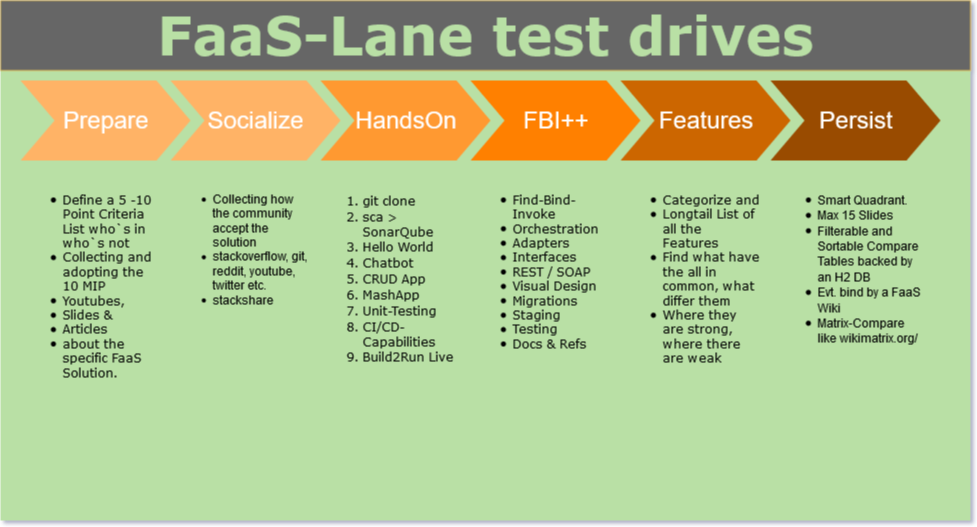 FaaS-Lane test drives
Prepare
Socialize
HandsOn
FBI++
Features
Persist
• Define a 5 -10
Point Criteria
List who`s in
who`s not
• Collecting and
adopting the
10 MIP
• Youtubes,
• Slides &
• Articles
• about the
specific FaaS
Solution.
• Collecting how
the community
accept the
solution
• stackoverflow, git,
reddit, youtube,
twitter etc.
• stackshare
1. git clone
2. sca >
SonarQube
3. Hello World
4. Chatbot
5. CRUD App
6. MashApp
7. Unit-Testing
8. CI/CD-
Capabilities
9. Build2Run Live
• Find-Bind-
Invoke
• Orchestration
• Adapters
• Interfaces
• REST / SOAP
• Visual Design
• Migrations
• Staging
• Testing
• Docs & Refs
• Categorize and
• Longtail List of
all the
Features
• Find what have
the all in
common, what
differ them
• Where they
are strong,
where there
are weak
• Smart Quadrant.
• Max 15 Slides
• Filterable and
Sortable Compare
Tables backed by
an H2 DB
• Evt. bind by a FaaS
Wiki
• Matrix-Compare
like wikimatrix.org/